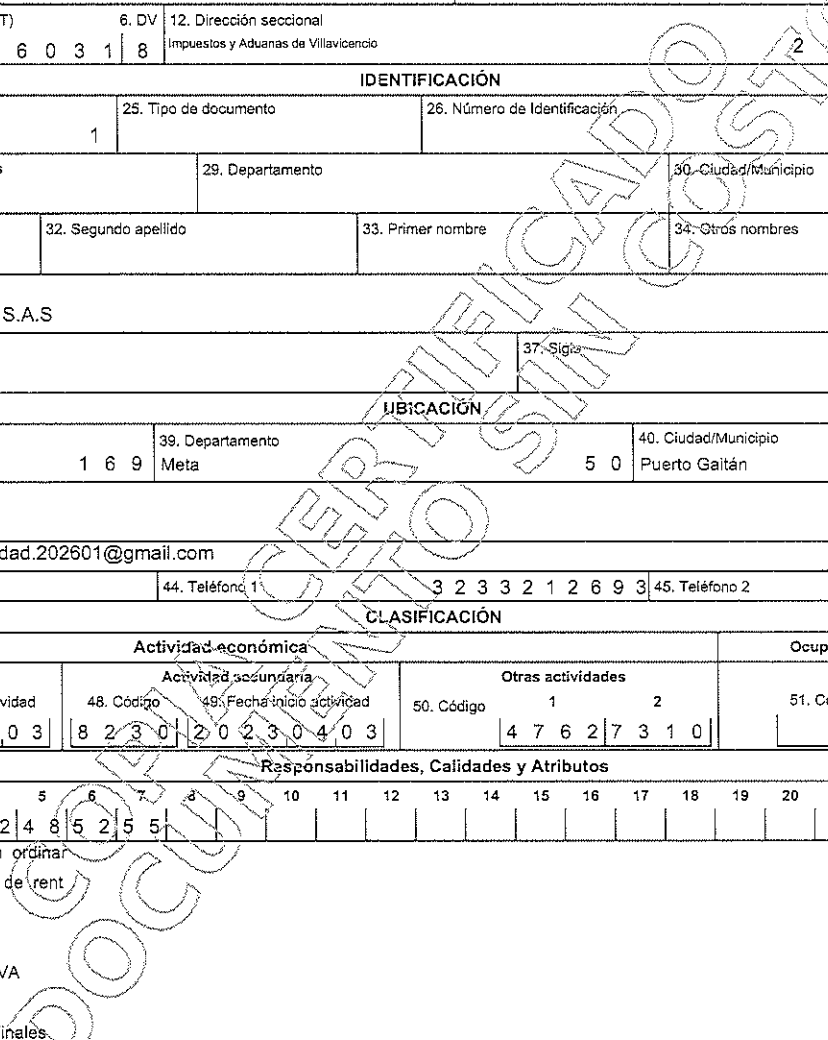 T) 6. DV 12. Dirección seccional
6 0 3 1 8 Impuestos y Aduanas de Villavicencio 2
IDENTIFICACIÓN
25. Tipo de documento 26. Número de Identificación
1
s 29. Departamento 30. Ciudad/Municipio
32. Segundo apellido 33. Primer nombre 34. Otros nombres
S.A.S
37. Sigla
UBICACIÓN
39. Departamento 40. Ciudad/Municipio
1 6 9 Meta 5 0 Puerto Gaitán
dad.202601@gmail.com
44. Teléfono 1 3 2 3 3 2 1 2 6 9 3 45. Teléfono 2
CLASIFICACIÓN
Actividad económica Ocup
Actividad secundaria Otras actividades
vidad 48. Código 49. Fecha inicio actividad 50. Código 1 2 51. Có
0 3 8 2 3 0 2 0 2 3 0 4 0 3 4 7 6 2 7 3 1 0
Responsabilidades, Calidades y Atributos
5 6 7 8 9 10 11 12 13 14 15 16 17 18 19 20
2 4 8 5 2 5 5
n ordinar
de rent
VA
inales
COPIA CERTIFICADO
DOCUMENTO SIN COSTO